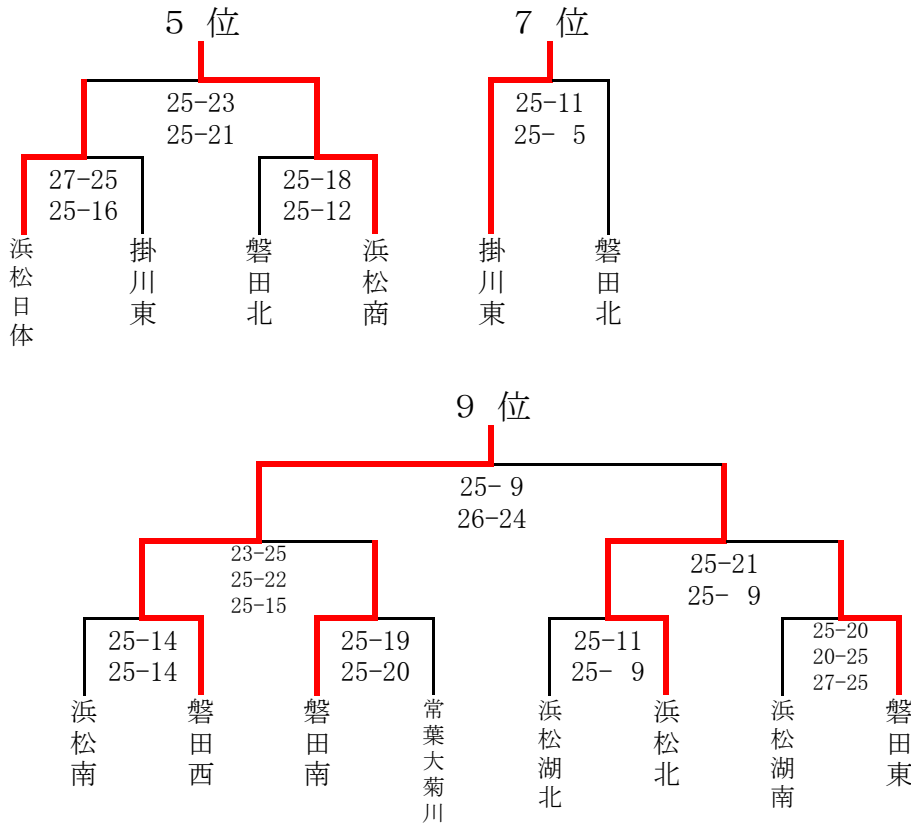 ５ 位
25-23
25-21
27-25
25-16
25-18
25-12
浜松日体
掛川東
磐田北
浜松商
７ 位
25-11
25- 5
掛川東
磐田北
９ 位
25- 9
26-24
23-25
25-22
25-15
25-21
25- 9
25-14
25-14
25-19
25-20
25-11
25- 9
25-20
20-25
27-25
浜松南
磐田西
磐田南
常葉大菊川
浜松湖北
浜松北
浜松湖南
磐田東